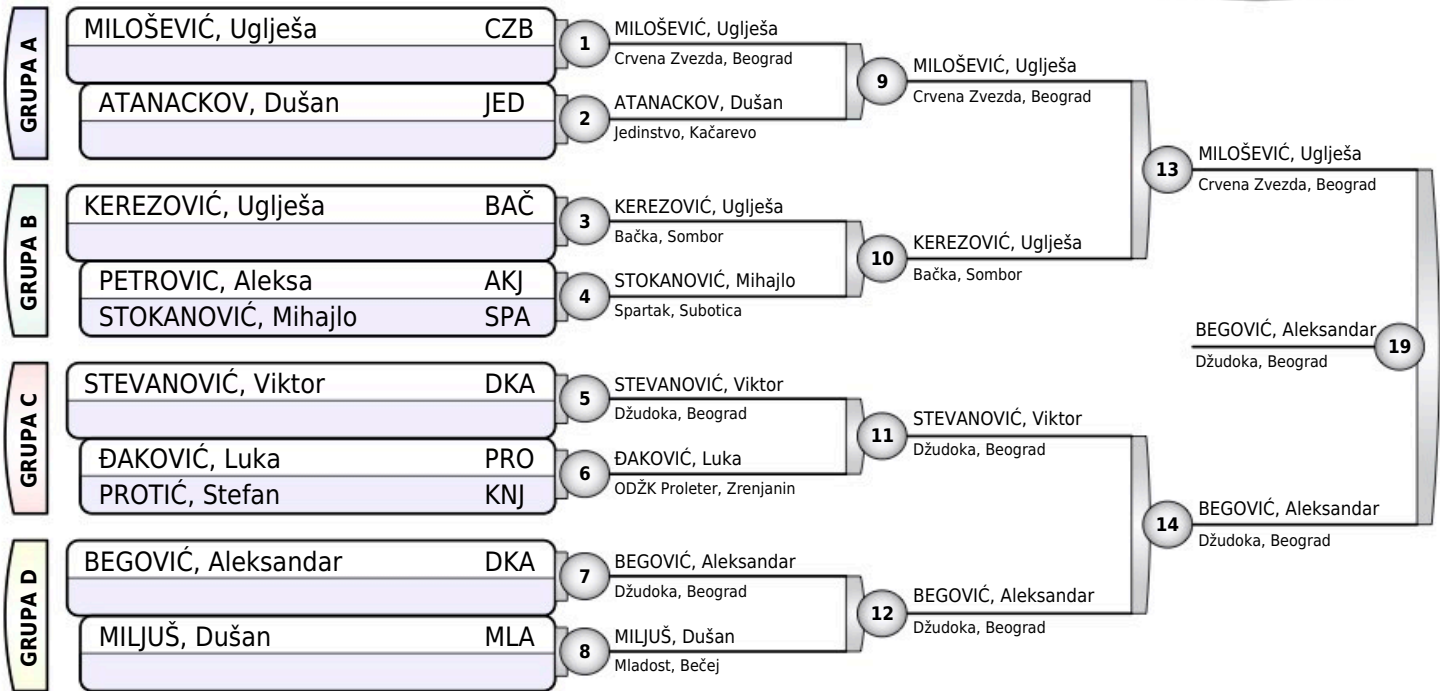 GRUPA A
MILOŠEVIĆ, Uglješa CZB
ATANACKOV, Dušan JED
GRUPA B
KEREZOVIĆ, Uglješa BAČ
PETROVIC, Aleksa AKJ
STOKANOVIĆ, Mihajlo SPA
GRUPA C
STEVANOVIĆ, Viktor DKA
ĐAKOVIĆ, Luka PRO
PROTIĆ, Stefan KNJ
GRUPA D
BEGOVIĆ, Aleksandar DKA
MILJUŠ, Dušan MLA
1
MILOŠEVIĆ, Uglješa
Crvena Zvezda, Beograd
2
ATANACKOV, Dušan
Jedinstvo, Kačarevo
3
KEREZOVIĆ, Uglješa
Bačka, Sombor
4
STOKANOVIĆ, Mihajlo
Spartak, Subotica
5
STEVANOVIĆ, Viktor
Džudoka, Beograd
6
ĐAKOVIĆ, Luka
ODŽK Proleter, Zrenjanin
7
BEGOVIĆ, Aleksandar
Džudoka, Beograd
8
MILJUŠ, Dušan
Mladost, Bečej
9
MILOŠEVIĆ, Uglješa
Crvena Zvezda, Beograd
10
KEREZOVIĆ, Uglješa
Bačka, Sombor
11
STEVANOVIĆ, Viktor
Džudoka, Beograd
12
BEGOVIĆ, Aleksandar
Džudoka, Beograd
13
MILOŠEVIĆ, Uglješa
Crvena Zvezda, Beograd
14
BEGOVIĆ, Aleksandar
Džudoka, Beograd
BEGOVIĆ, Aleksandar
Džudoka, Beograd
19